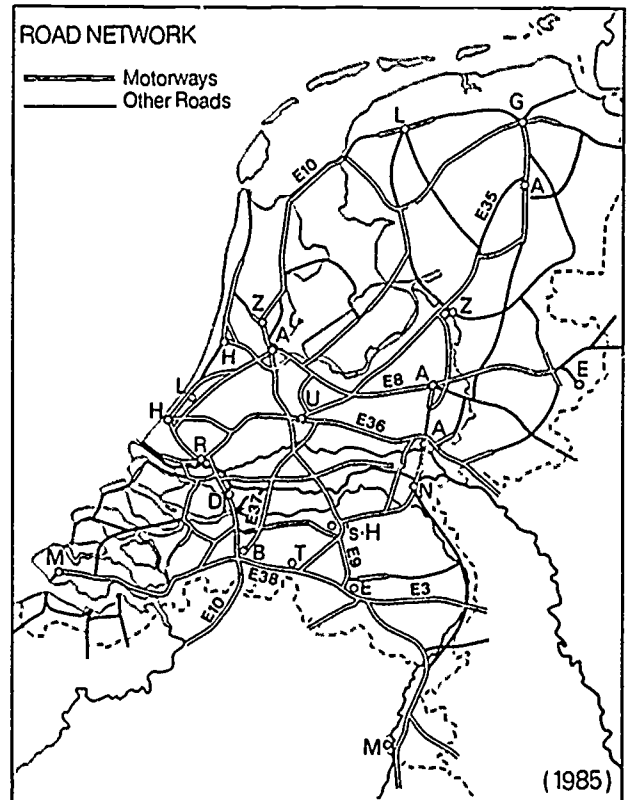 ROAD NETWORK
Motorways
Other Roads
L
G
E10
A
E35
Z
Z
A
H
E8
A
E
L
H
U
E36
A
R
D
E37
N
S·H
M
B
T
E9
E38
E
E3
E10
M
(1985)